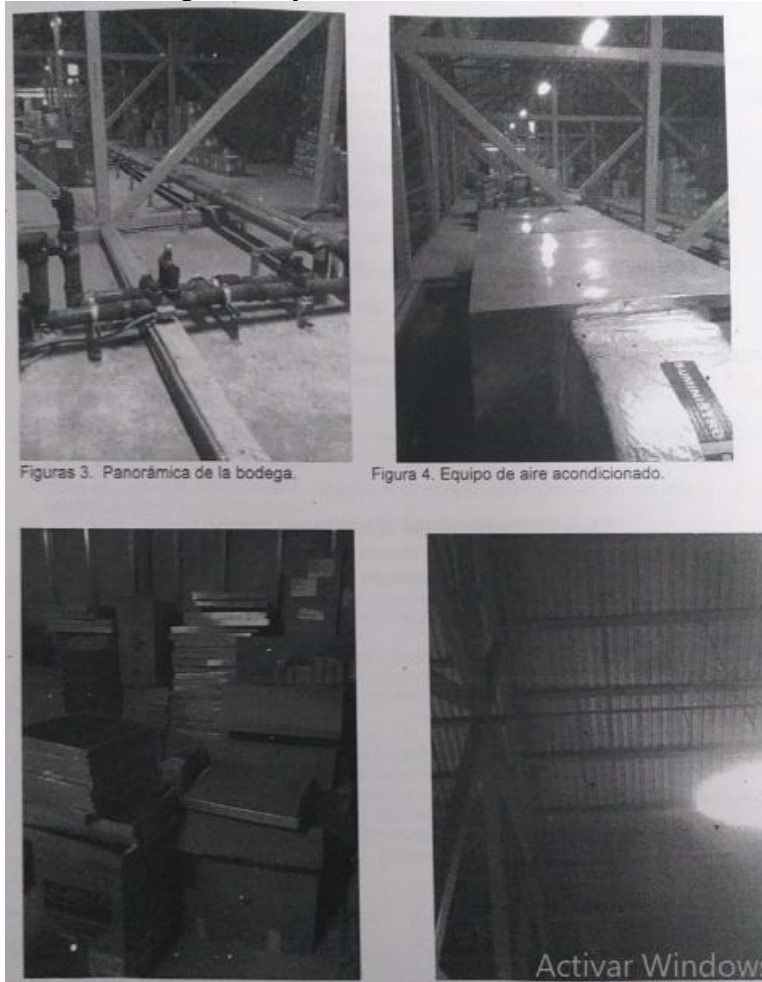 Figuras 3. Panorámica de la bodega.
Figura 4. Equipo de aire acondicionado.
Activar Windows